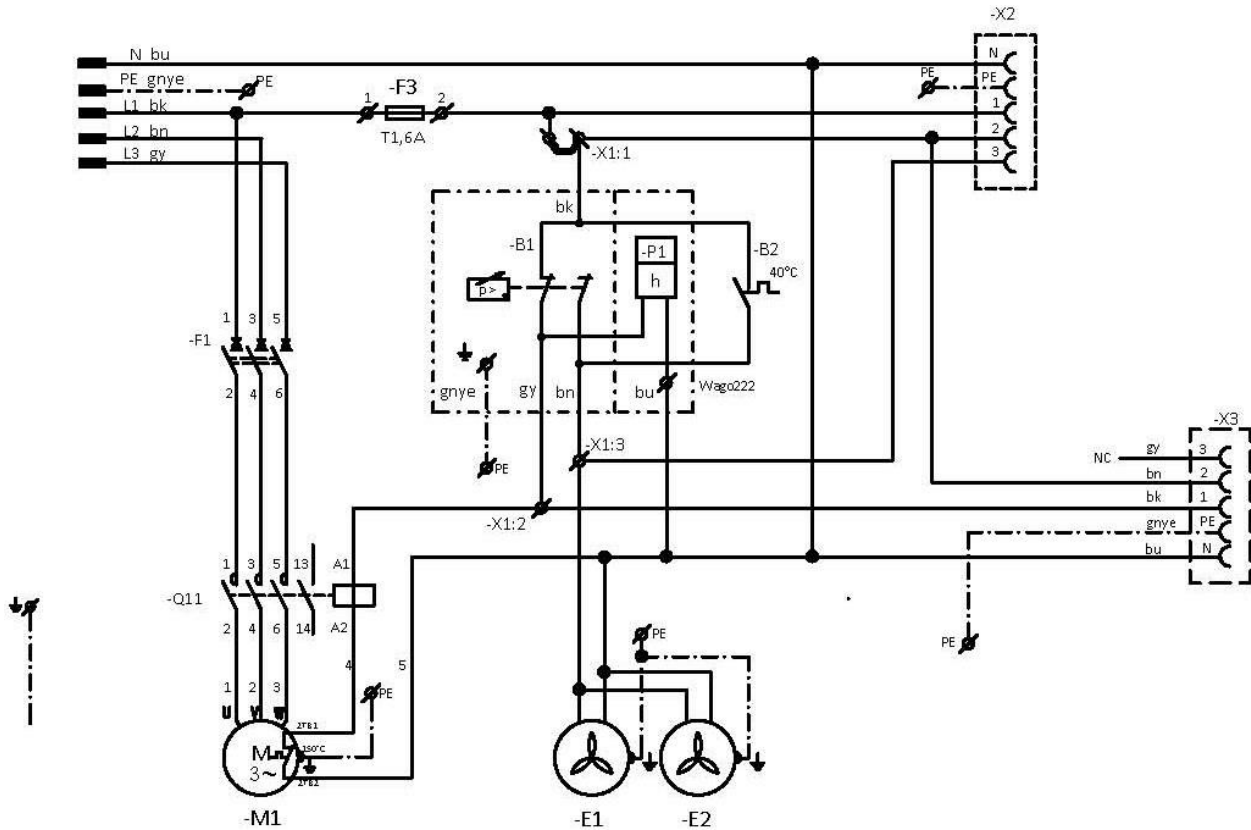 -X2
N bu
N
PE gnye
PE
PE
PE
L1 bk
1
-F3
2
1
T1,6A
L2 bn
2
-X1:1
L3 gy
3
bk
-B1
-P1
-B2
40°C
p>
h
1
3
5
-F1
2
4
6
gnye
gy
bn
bu
Wago222
-X3
-X1:3
PE
NC
gy
3
bn
2
-X1:2
bk
1
gnye
PE
bu
N
1
3
5
13
A1
-Q11
2
4
6
14
A2
PE
PE
4
5
1
2
3
PE
U
V
W
2TB1
M
3~
150°C
2TB2
-M1
-E1
-E2